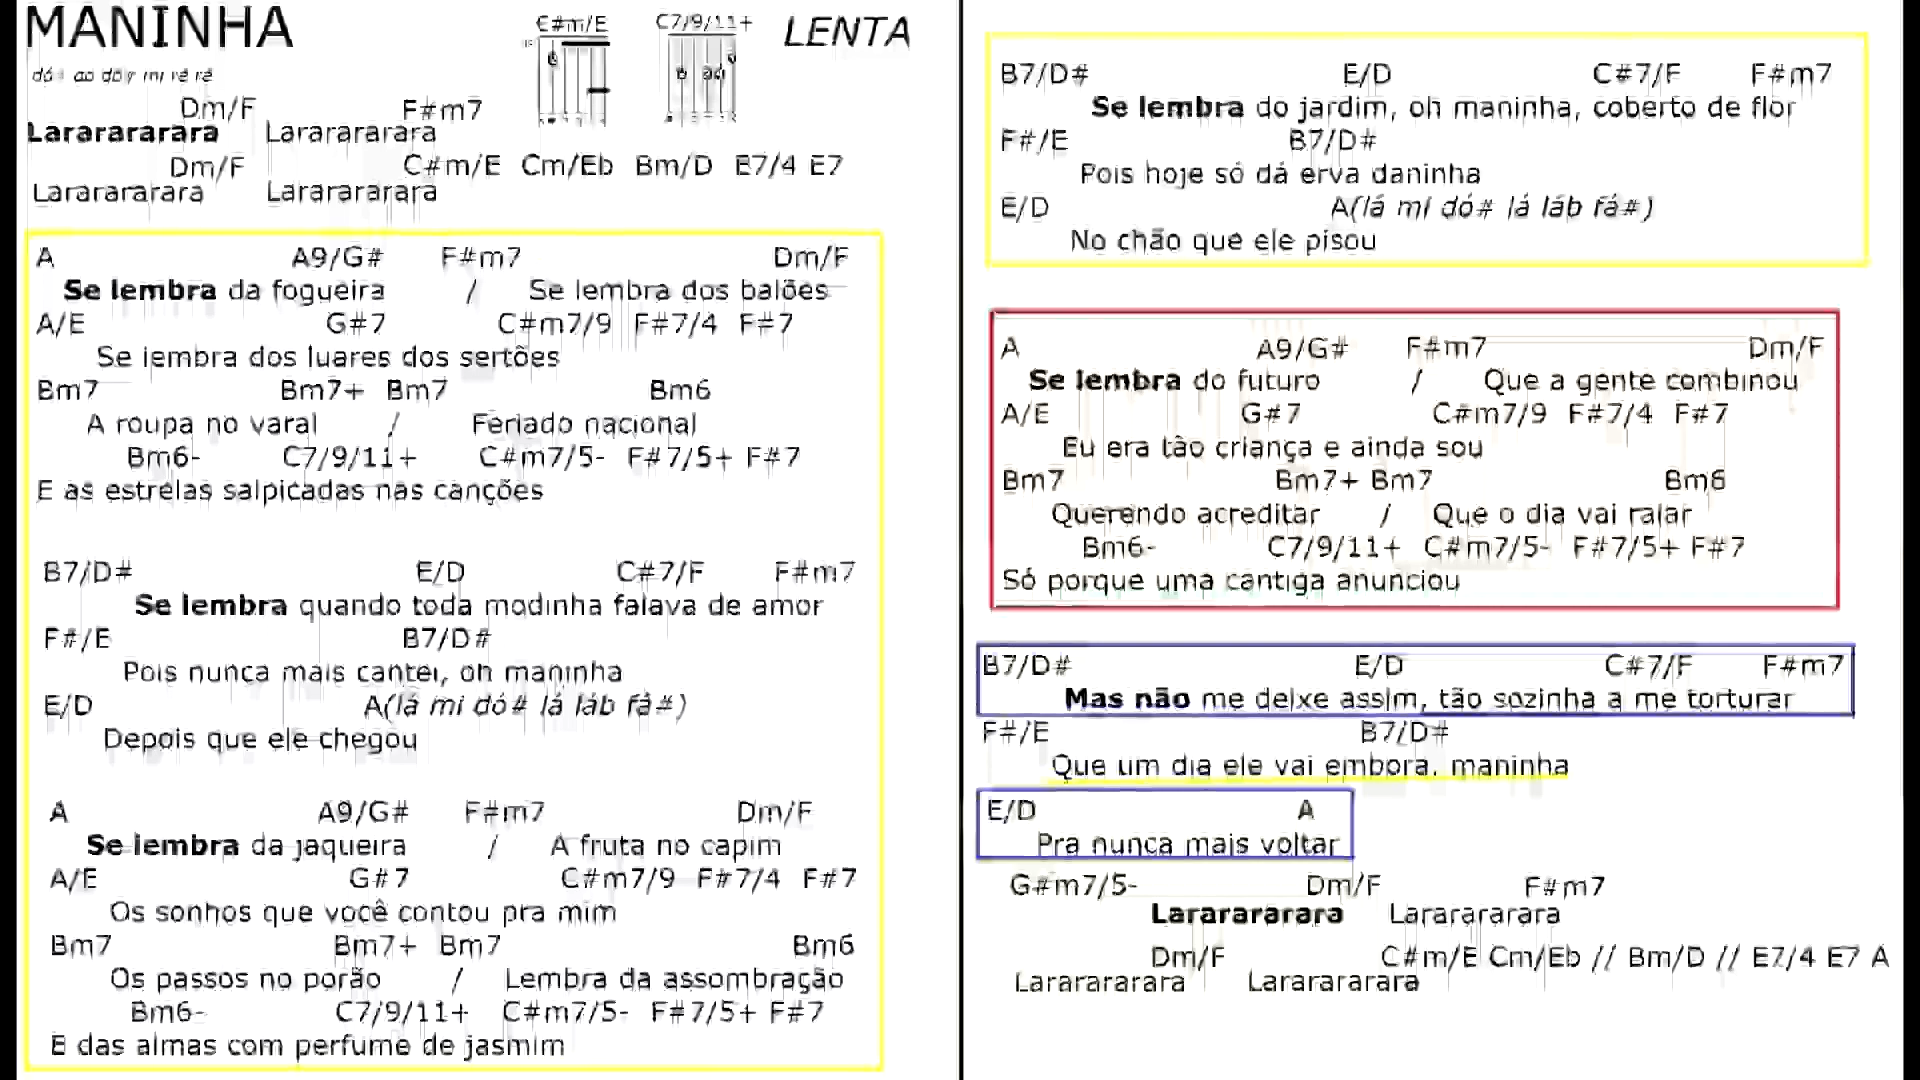 MANINHA
C#m/E C7/9/11+ LENTA
Dm/F F#m7
Larararara Larararara
Dm/F C#m/E Cm/Eb Bm/D E7/4 E7
Larararara Larararara
A A9/G# F#m7 Dm/F
Se lembra da fogueira / Se lembra dos balões
A/E G#7 C#m7/9 F#7/4 F#7
Se lembra dos luares dos sertões
Bm7 Bm7+ Bm7 Bm6
A roupa no varal / Feriado nacional
Bm6- C7/9/11+ C#m7/5- F#7/5+ F#7
E as estrelas salpicadas nas canções
B7/D# E/D C#7/F F#m7
Se lembra quando toda modinha falava de amor
F#/E B7/D#
Pois nunca mais cantei, oh maninha
E/D A(lá mi dó# lá láb fá#)
Depois que ele chegou
A A9/G# F#m7 Dm/F
Se lembra da jaqueira / A fruta no capim
A/E G#7 C#m7/9 F#7/4 F#7
Os sonhos que você contou pra mim
Bm7 Bm7+ Bm7 Bm6
Os passos no porão / Lembra da assombração
Bm6- C7/9/11+ C#m7/5- F#7/5+ F#7
E das almas com perfume de jasmim
B7/D# E/D C#7/F F#m7
Se lembra do jardim, oh maninha, coberto de flor
F#/E B7/D#
Pois hoje só dá erva daninha
E/D A(lá mi dó# lá láb fá#)
No chão que ele pisou
A A9/G# F#m7 Dm/F
Se lembra do futuro / Que a gente combinou
A/E G#7 C#m7/9 F#7/4 F#7
Eu era tão criança e ainda sou
Bm7 Bm7+ Bm7 Bm6
Querendo acreditar / Que o dia vai raiar
Bm6- C7/9/11+ C#m7/5- F#7/5+ F#7
Só porque uma cantiga anunciou
B7/D# E/D C#7/F F#m7
Mas não me deixe assim, tão sozinha a me torturar
F#/E B7/D#
Que um dia ele vai embora, maninha
E/D A
Pra nunca mais voltar
G#m7/5- Dm/F F#m7
Larararara Larararara
Dm/F C#m/E Cm/Eb // Bm/D // E7/4 E7 A
Larararara Larararara